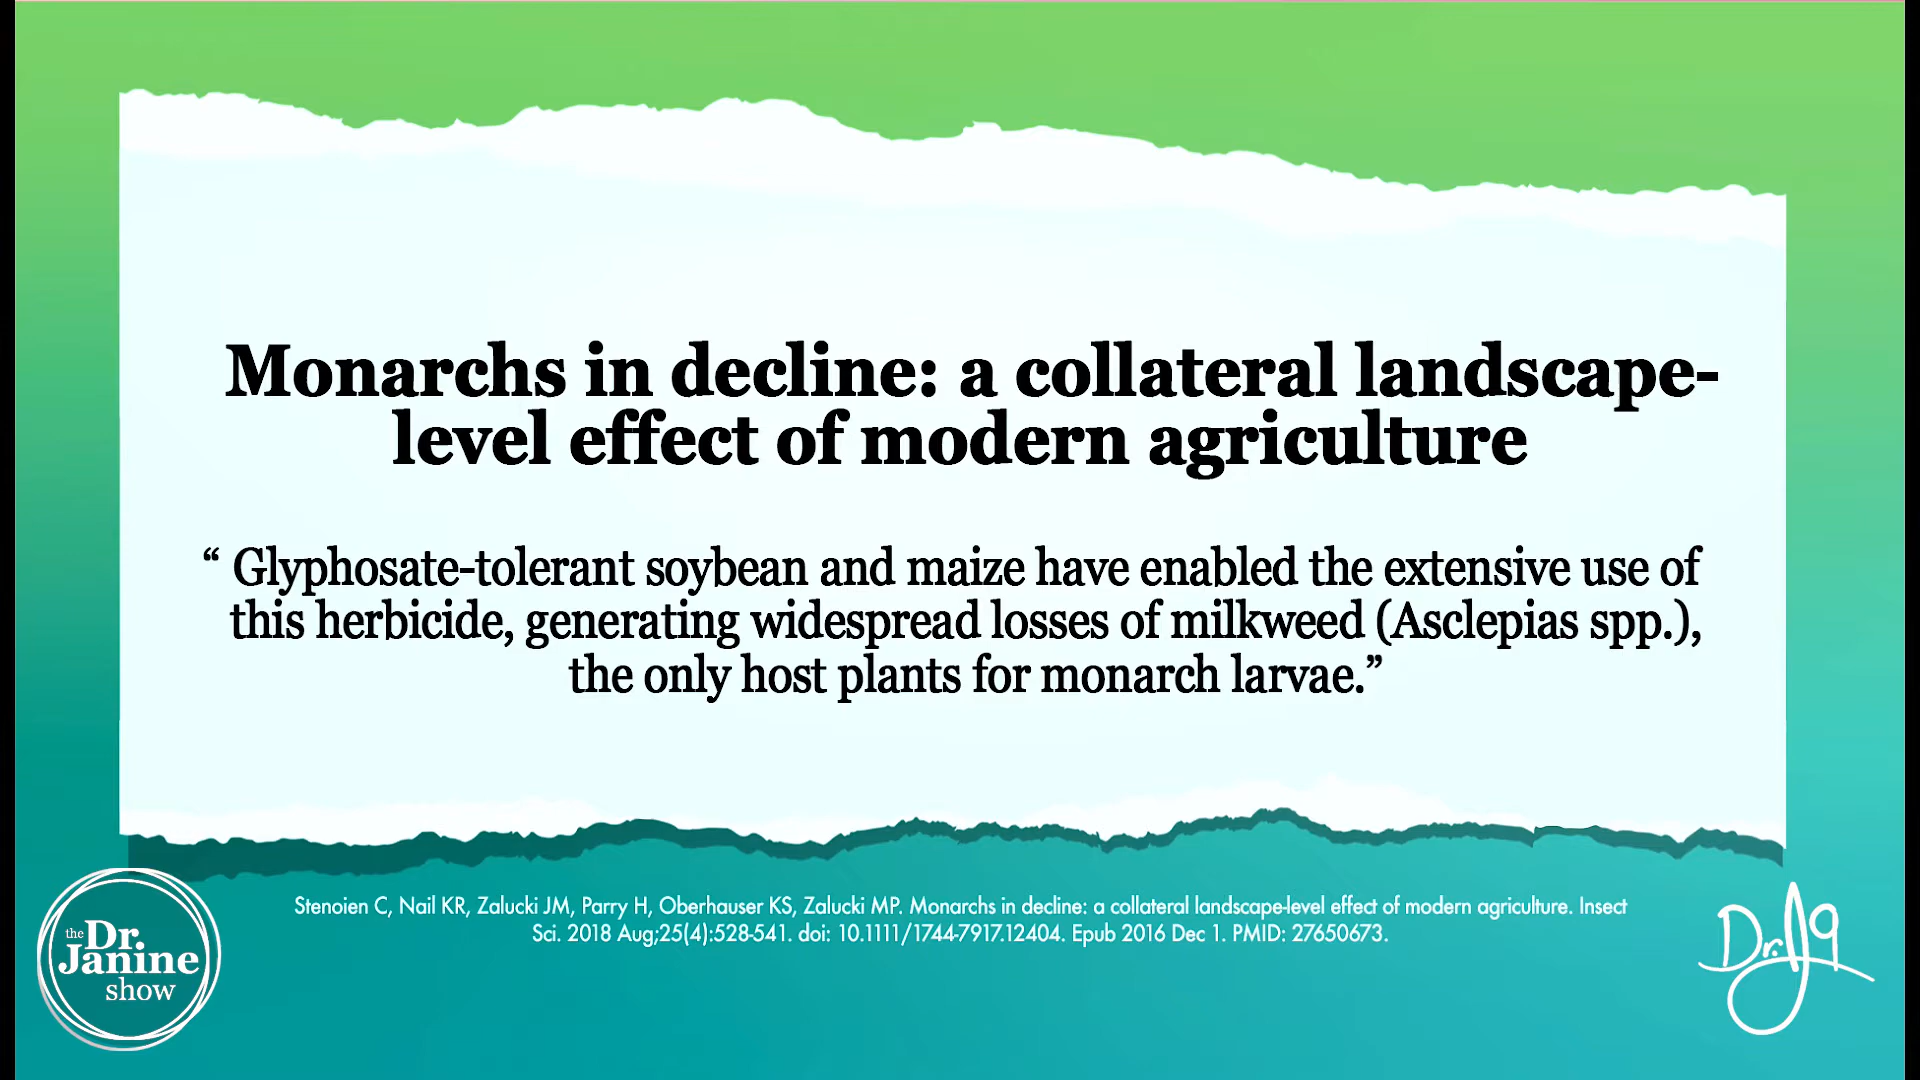 Monarchs in decline: a collateral landscape-
level effect of modern agriculture
“ Glyphosate-tolerant soybean and maize have enabled the extensive use of
this herbicide, generating widespread losses of milkweed (Asclepias spp.),
the only host plants for monarch larvae.”
Stenoien C, Nail KR, Zalucki JM, Parry H, Oberhauser KS, Zalucki MP. Monarchs in decline: a collateral landscape-level effect of modern agriculture. Insect
Sci. 2018 Aug;25(4):528-541. doi: 10.1111/1744-7917.12404. Epub 2016 Dec 1. PMID: 27650673.
the Dr.
Janine
show
Dr. J9